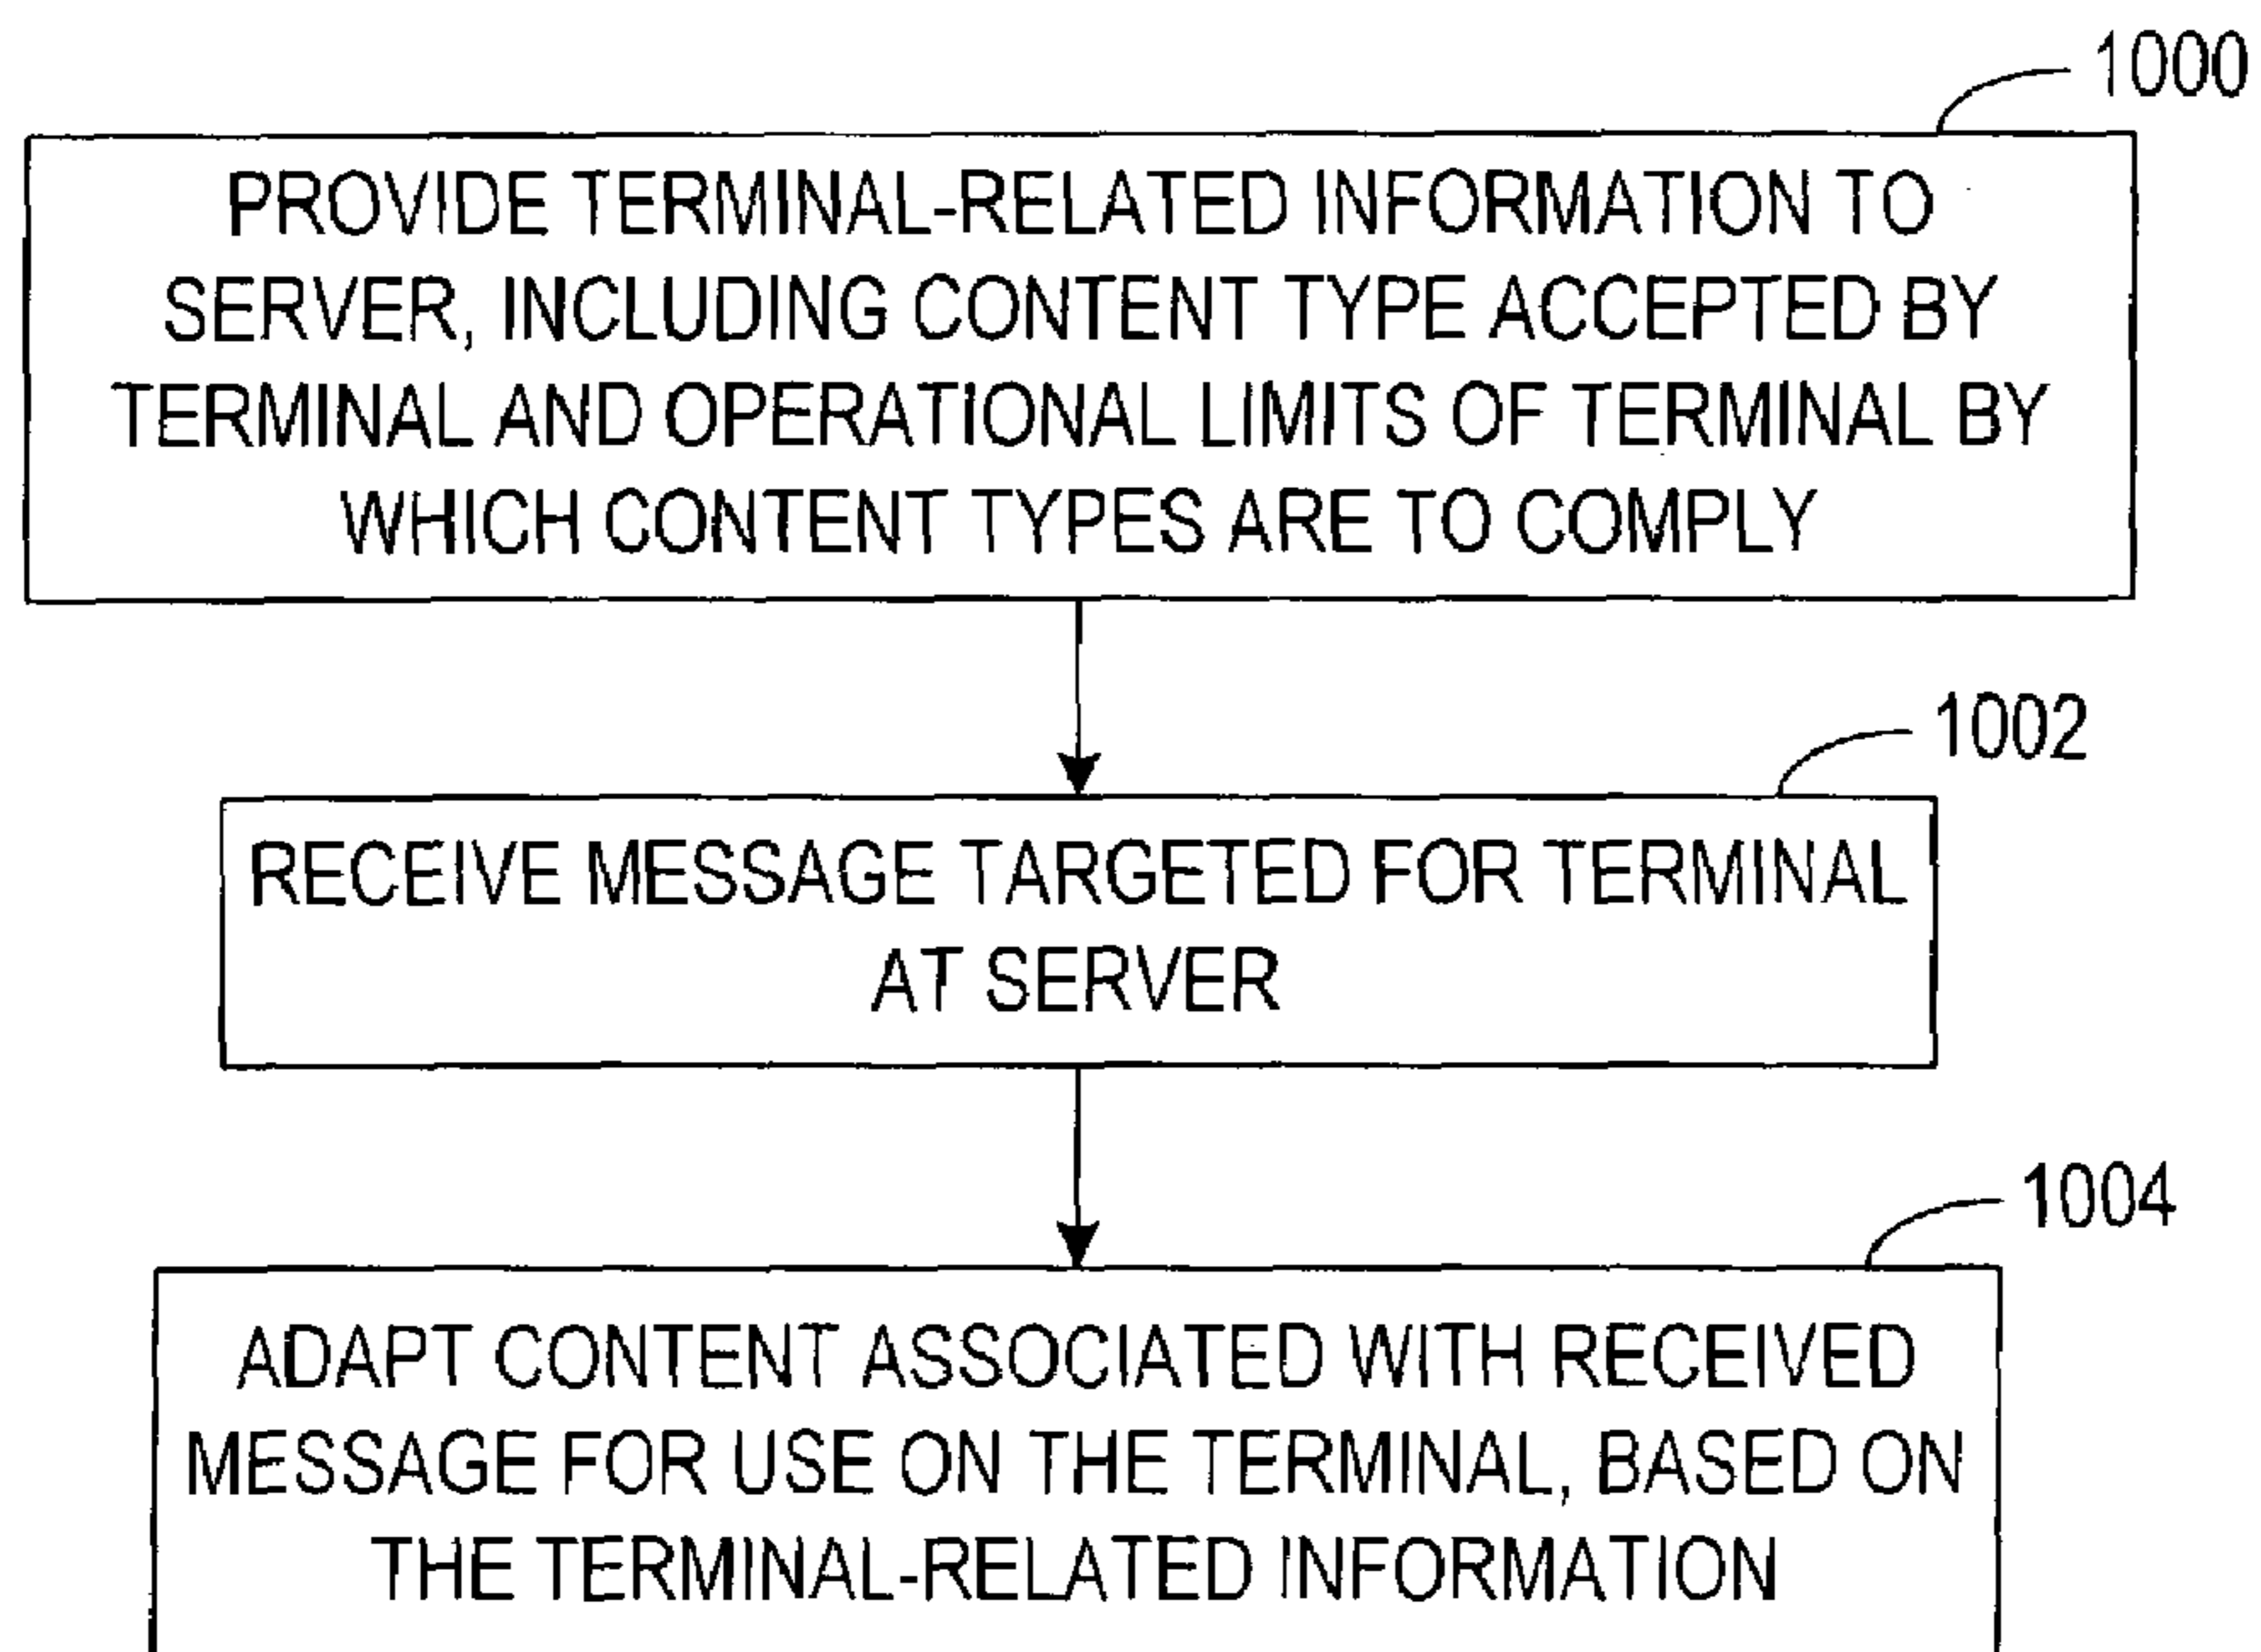 1000
PROVIDE TERMINAL-RELATED INFORMATION TO
SERVER, INCLUDING CONTENT TYPE ACCEPTED BY
TERMINAL AND OPERATIONAL LIMITS OF TERMINAL BY
WHICH CONTENT TYPES ARE TO COMPLY
1002
RECEIVE MESSAGE TARGETED FOR TERMINAL
AT SERVER
1004
ADAPT CONTENT ASSOCIATED WITH RECEIVED
MESSAGE FOR USE ON THE TERMINAL, BASED ON
THE TERMINAL-RELATED INFORMATION